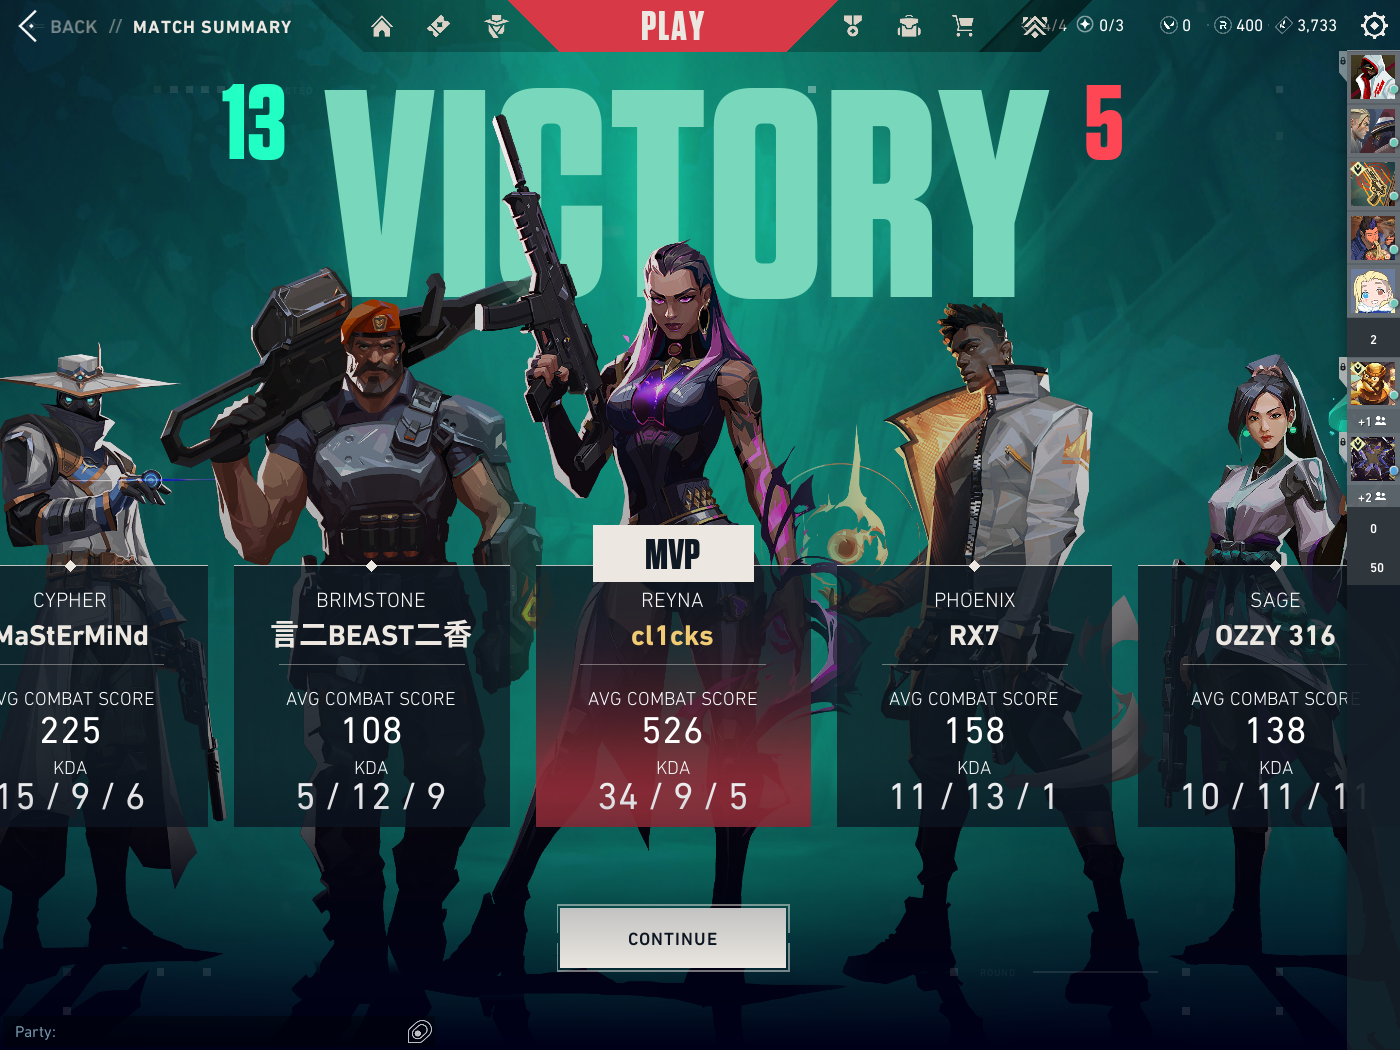 BACK // MATCH SUMMARY
PLAY
/4
0/3
0
400
3,733
13
VICTORY
5
2
+1
+2
0
50
MVP
CYPHER
MaStErMiNd
AVG COMBAT SCORE
225
KDA
15 / 9 / 6
BRIMSTONE
言二BEAST二香
AVG COMBAT SCORE
108
KDA
5 / 12 / 9
REYNA
cl1cks
AVG COMBAT SCORE
526
KDA
34 / 9 / 5
PHOENIX
RX7
AVG COMBAT SCORE
158
KDA
11 / 13 / 1
SAGE
OZZY 316
AVG COMBAT SCORE
138
KDA
10 / 11 / 11
CONTINUE
ROUND
Party: